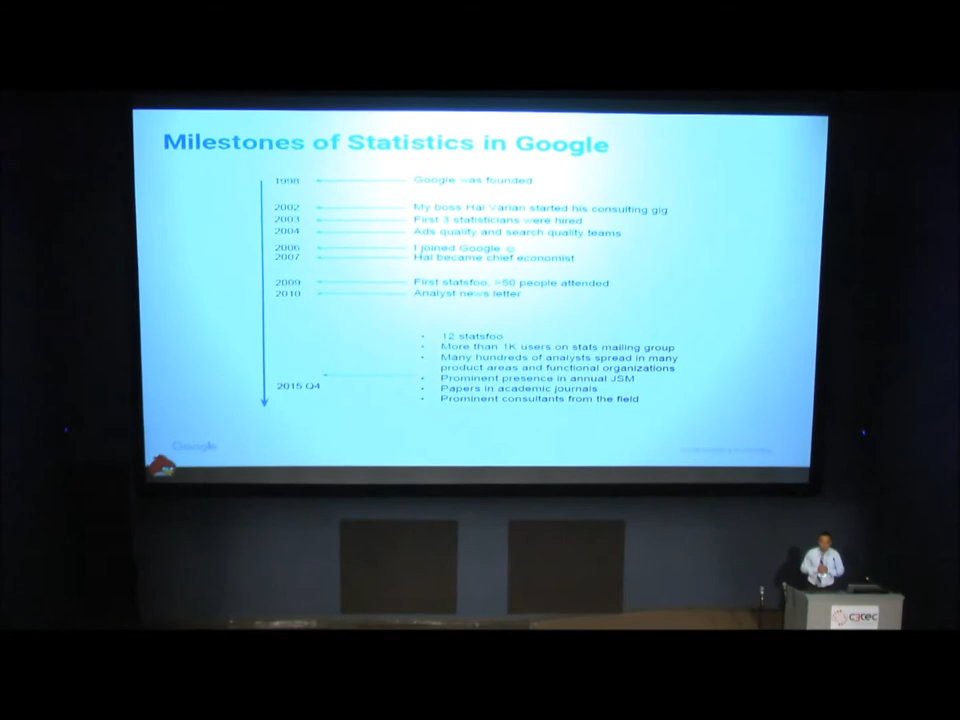 Milestones of Statistics in Google
1998 Google was founded
2002 My boss Hal Varian started his consulting gig
2003 First 3 statisticians were hired
2004 Ads quality and search quality teams
2006 I joined Google ☺
2007 Hal became chief economist
2009 First statsfoo, >50 people attended
2010 Analyst news letter
• 12 statsfoo
• More than 1K users on stats mailing group
• Many hundreds of analysts spread in many
product areas and functional organizations
2015 Q4
• Prominent presence in annual JSM
• Papers in academic journals
• Prominent consultants from the field
Google
c3tec